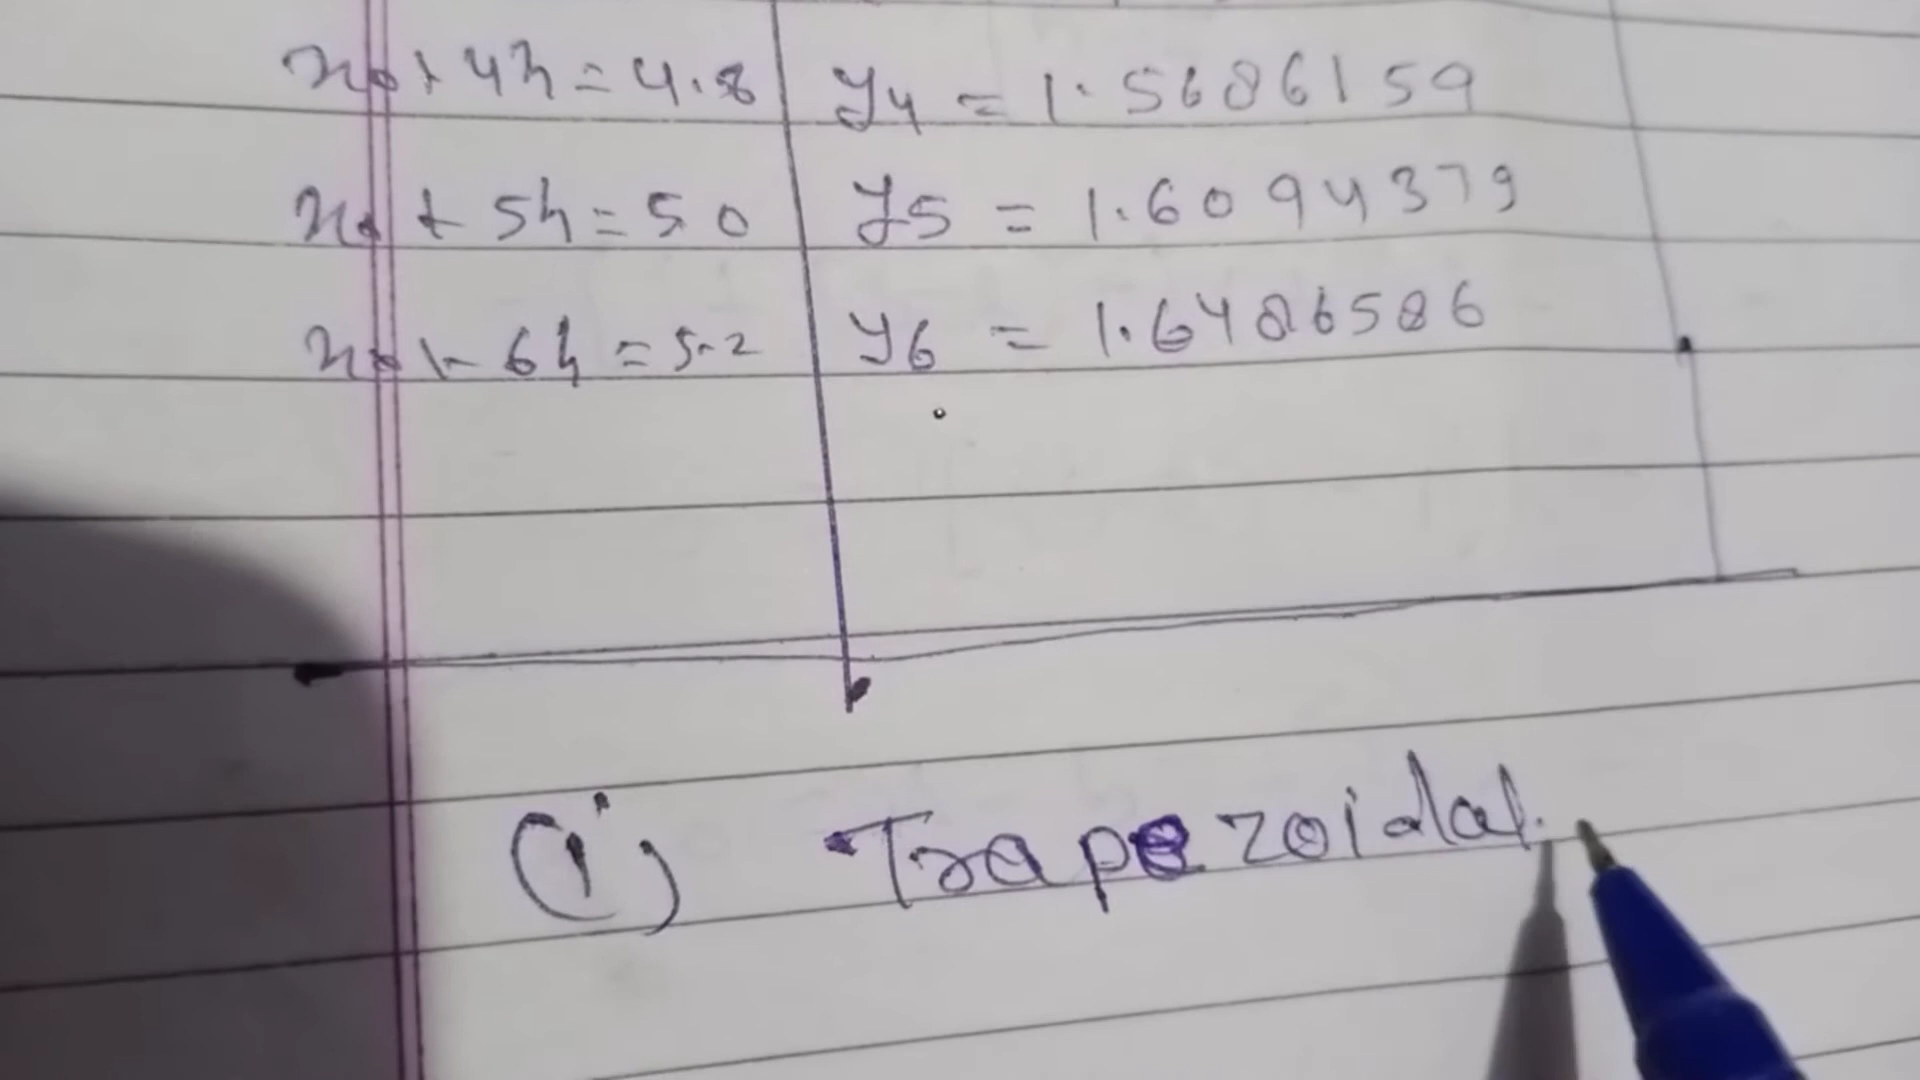 x0 + 4h = 4.8 y4 = 1.5686159
x0 + 5h = 5.0 y5 = 1.6094379
x0 + 6h = 5.2 y6 = 1.6486586
(i) Trapezoidal.